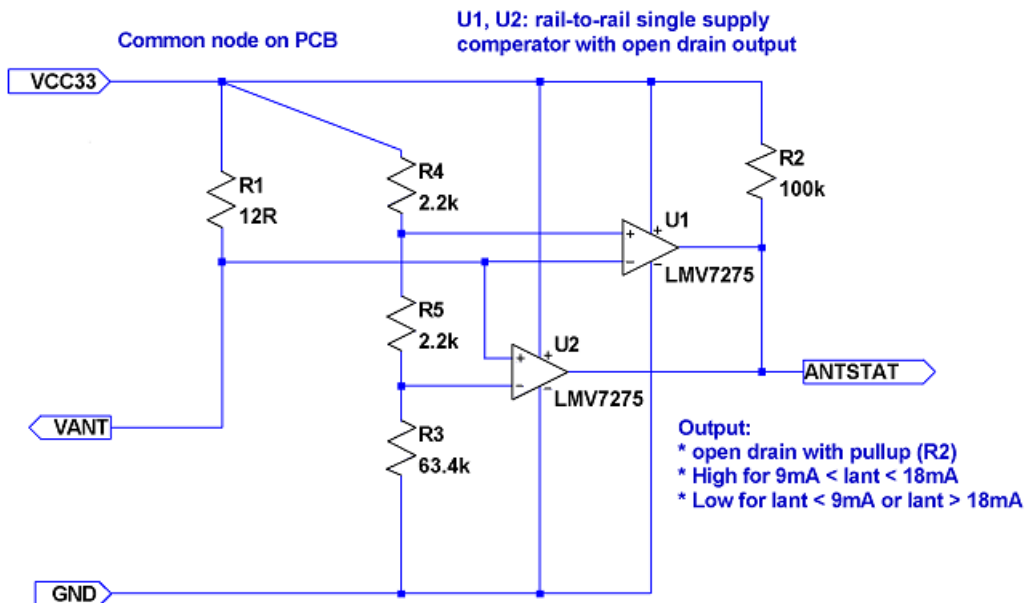 U1, U2: rail-to-rail single supply
comperator with open drain output
Common node on PCB
VCC33
R4
2.2k
R2
100k
R1
12R
+
U1
+
-
-
LMV7275
R5
2.2k
U2
+
+
-
-
LMV7275
ANTSTAT
VANT
R3
63.4k
Output:
* open drain with pullup (R2)
* High for 9mA < Iant < 18mA
* Low for Iant < 9mA or Iant > 18mA
GND